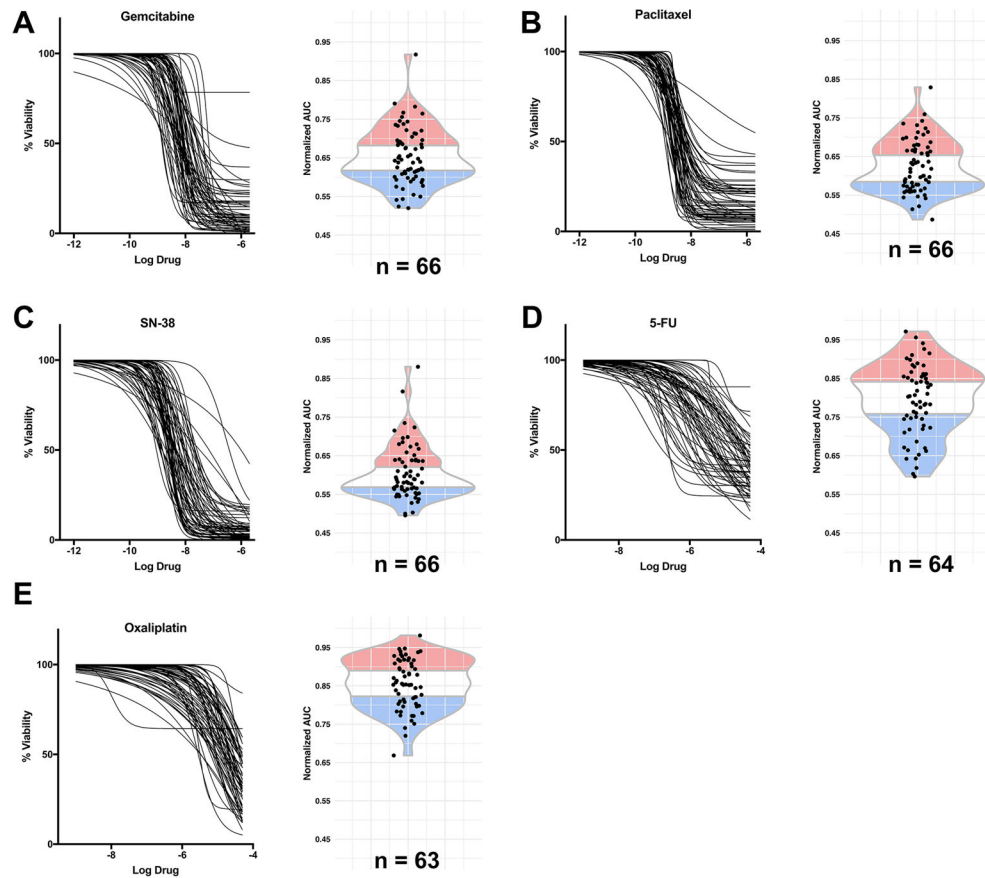 A
Gemcitabine
% Viability
100
50
0
-12
-10
-8
-6
Log Drug
Normalized AUC
0.95
0.85
0.75
0.65
0.55
0.45
n = 66
B
Paclitaxel
% Viability
100
50
0
-12
-10
-8
-6
Log Drug
Normalized AUC
0.95
0.85
0.75
0.65
0.55
0.45
n = 66
C
SN-38
% Viability
100
50
0
-12
-10
-8
-6
Log Drug
Normalized AUC
0.95
0.85
0.75
0.65
0.55
0.45
n = 66
D
5-FU
% Viability
100
50
0
-8
-6
-4
Log Drug
Normalized AUC
0.95
0.85
0.75
0.65
0.55
0.45
n = 64
E
Oxaliplatin
% Viability
100
50
0
-8
-6
-4
Log Drug
Normalized AUC
0.95
0.85
0.75
0.65
0.55
0.45
n = 63